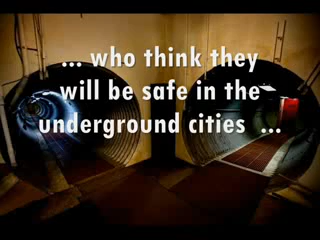 ... who think they
will be safe in the
underground cities ...